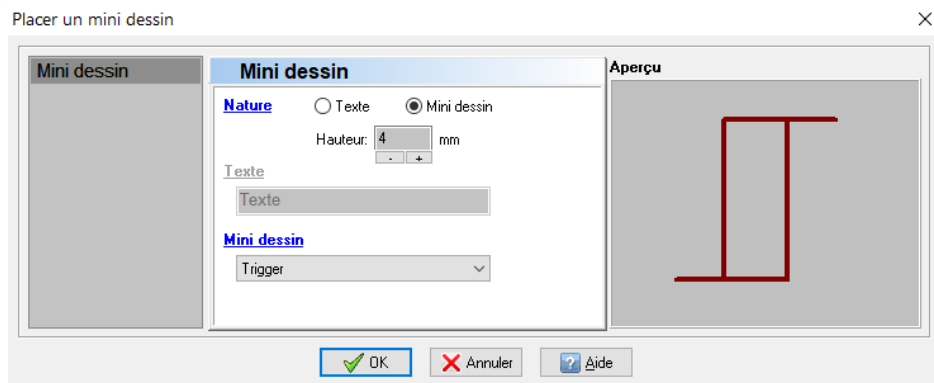 Placer un mini dessin
Mini dessin
Mini dessin
Aperçu
Nature Texte Mini dessin
Hauteur: 4 mm
- +
Texte
Texte
Mini dessin
Trigger
OK Annuler ? Aide